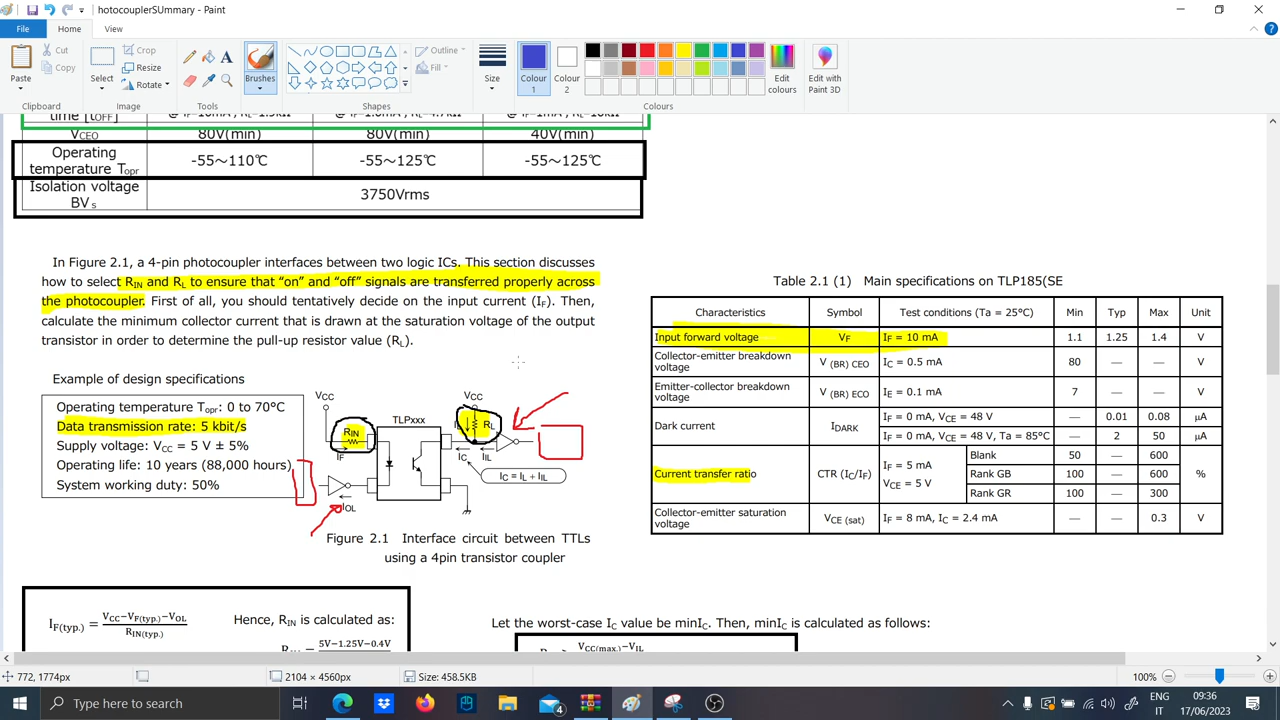 hotocouplerSUmmary - Paint
File Home View
Paste
Cut
Copy
Clipboard
Select
Crop
Resize
Rotate
Image
Tools
Brushes
Outline
Fill
Shapes
Size
Colour 1
Colour 2
Edit colours
Colours
Edit with Paint 3D
time [tOFF]
VCEO 80V(min) 80V(min) 40V(min)
Operating temperature Topr -55～110℃ -55～125℃ -55～125℃
Isolation voltage BVs 3750Vrms
In Figure 2.1, a 4-pin photocoupler interfaces between two logic ICs. This section discusses
how to select RIN and RL to ensure that “on” and “off” signals are transferred properly across
the photocoupler. First of all, you should tentatively decide on the input current (IF). Then,
calculate the minimum collector current that is drawn at the saturation voltage of the output
transistor in order to determine the pull-up resistor value (RL).
Example of design specifications
Operating temperature Topr: 0 to 70°C
Data transmission rate: 5 kbit/s
Supply voltage: VCC = 5 V ± 5%
Operating life: 10 years (88,000 hours)
System working duty: 50%
VCC
RIN
IF
TLPxxx
VCC
RL
IC
IIL
IC = IL + IIL
IOL
Figure 2.1 Interface circuit between TTLs
using a 4pin transistor coupler
Table 2.1 (1) Main specifications on TLP185(SE
Characteristics Symbol Test conditions (Ta = 25°C) Min Typ Max Unit
Input forward voltage VF IF = 10 mA 1.1 1.25 1.4 V
Collector-emitter breakdown voltage V (BR) CEO IC = 0.5 mA 80 — — V
Emitter-collector breakdown voltage V (BR) ECO IE = 0.1 mA 7 — — V
Dark current IDARK IF = 0 mA, VCE = 48 V — 0.01 0.08 μA
IF = 0 mA, VCE = 48 V, Ta = 85°C — 2 50 μA
Current transfer ratio CTR (IC/IF) IF = 5 mA VCE = 5 V Blank 50 — 600 %
Rank GB 100 — 600
Rank GR 100 — 300
Collector-emitter saturation voltage VCE (sat) IF = 8 mA, IC = 2.4 mA — — 0.3 V
IF(typ.) = VCC−VF(typ.)−VOL
RIN(typ.)
Hence, RIN is calculated as:
5V−1.25V−0.4V
Let the worst-case IC value be minIC. Then, minIC is calculated as follows:
VCC(max.)−VIL
772, 1774px
2104 × 4560px
Size: 458.5KB
100%
Type here to search
4
ENG
IT
09:36
17/06/2023